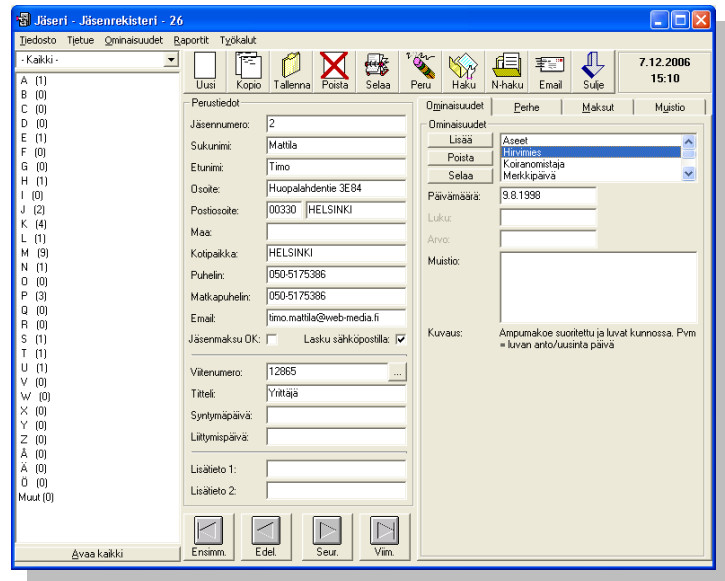 Jäseri - Jäsenrekisteri - 26
Tiedosto Tietue Ominaisuudet Raportit Työkalut
- Kaikki -
Uusi Kopio Tallenna Poista Selaa Peru Haku N-haku Email Sulje
7.12.2006
15:10
A (1)
B (0)
C (0)
D (0)
E (1)
F (0)
G (0)
H (1)
I (0)
J (2)
K (4)
L (1)
M (9)
N (1)
O (0)
P (3)
Q (0)
R (0)
S (1)
T (1)
U (1)
V (0)
W (0)
X (0)
Y (0)
Z (0)
Å (0)
Ä (0)
Ö (0)
Muut (0)
Avaa kaikki
Perustiedot
Jäsennumero: 2
Sukunimi: Mattila
Etunimi: Timo
Osoite: Huopalahdentie 3E84
Postiosoite: 00330 HELSINKI
Maa:
Kotipaikka: HELSINKI
Puhelin: 050-5175386
Matkapuhelin: 050-5175386
Email: timo.mattila@web-media.fi
Jäsenmaksu OK: Lasku sähköpostilla:
Viitenumero: 12865 ...
Titteli: Yrittäjä
Syntymäpäivä:
Liittymispäivä:
Lisätieto 1:
Lisätieto 2:
Ensimm. Edel. Seur. Viim.
Ominaisuudet Perhe Maksut Muistio
Ominaisuudet
Lisää
Poista
Selaa
Aseet
Hirvimies
Koiranomistaja
Merkkipäivä
Päivämäärä: 9.8.1998
Luku:
Arvo:
Muistio:
Kuvaus: Ampumakoe suoritettu ja luvat kunnossa. Pvm
= luvan anto/uusinta päivä